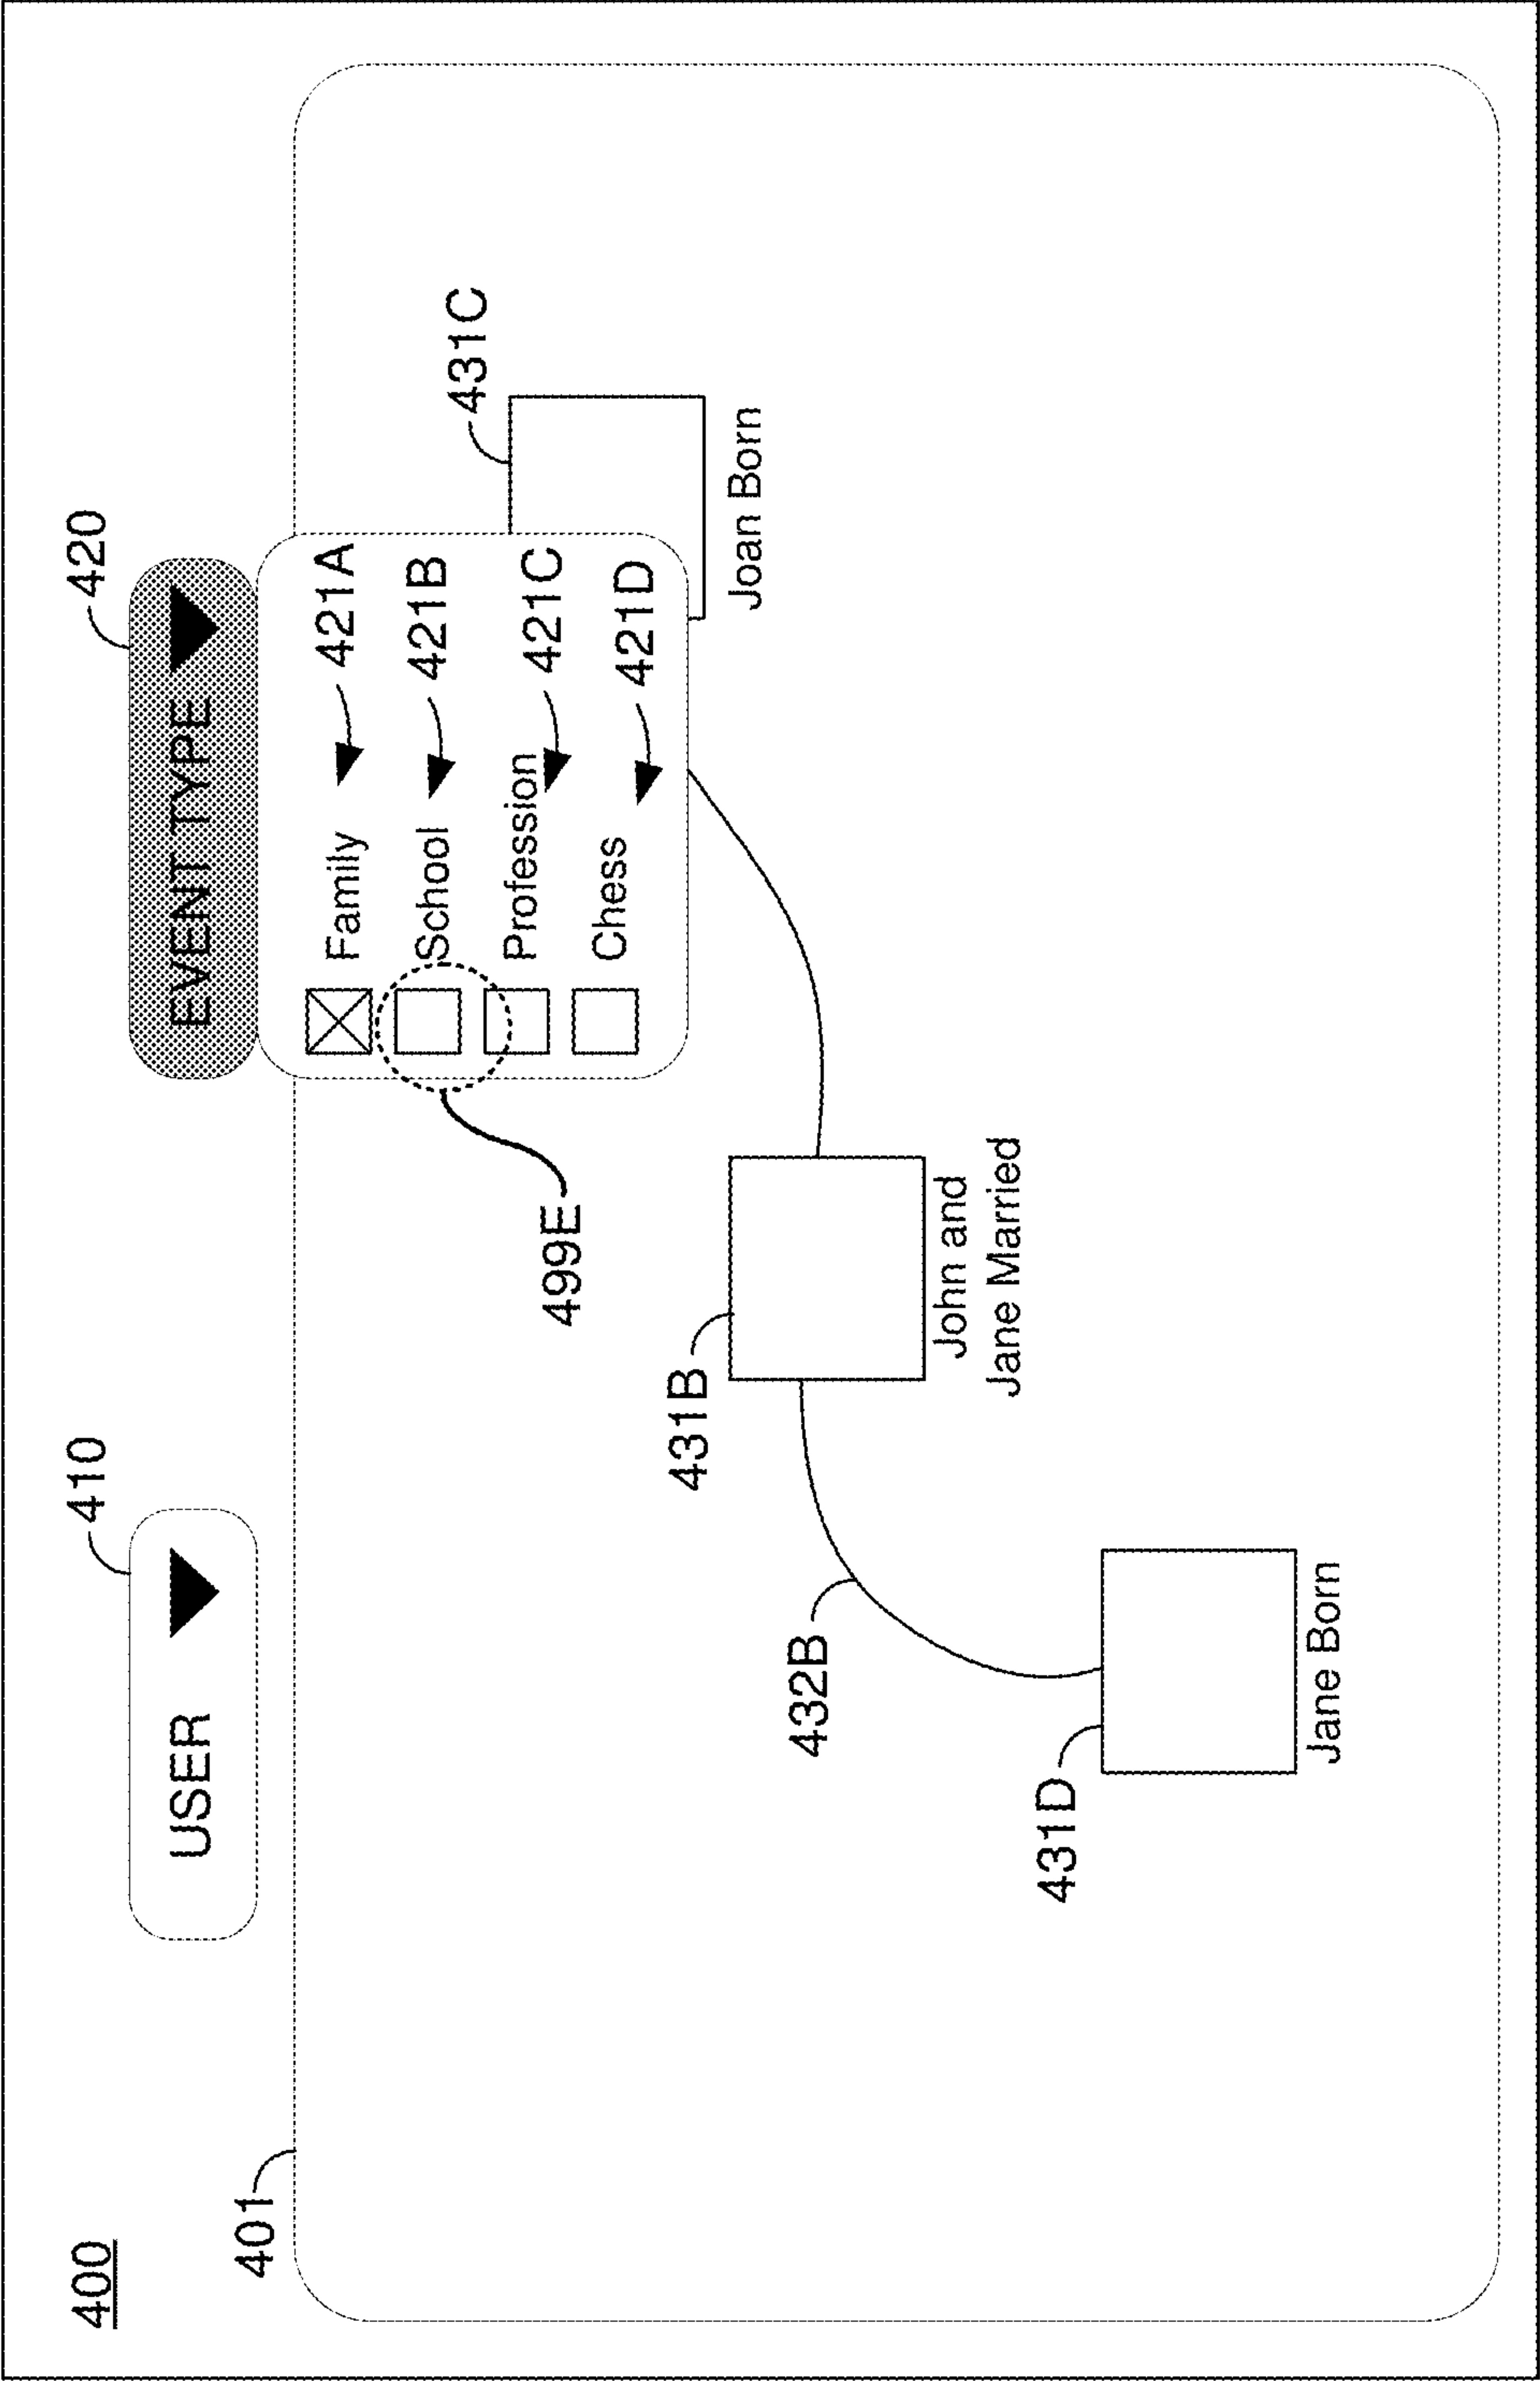 400
410
420
USER
EVENT TYPE
401
Family
421A
School
421B
Profession
421C
Chess
421D
431C
499E
Joan Born
431B
John and
Jane Married
432B
431D
Jane Born